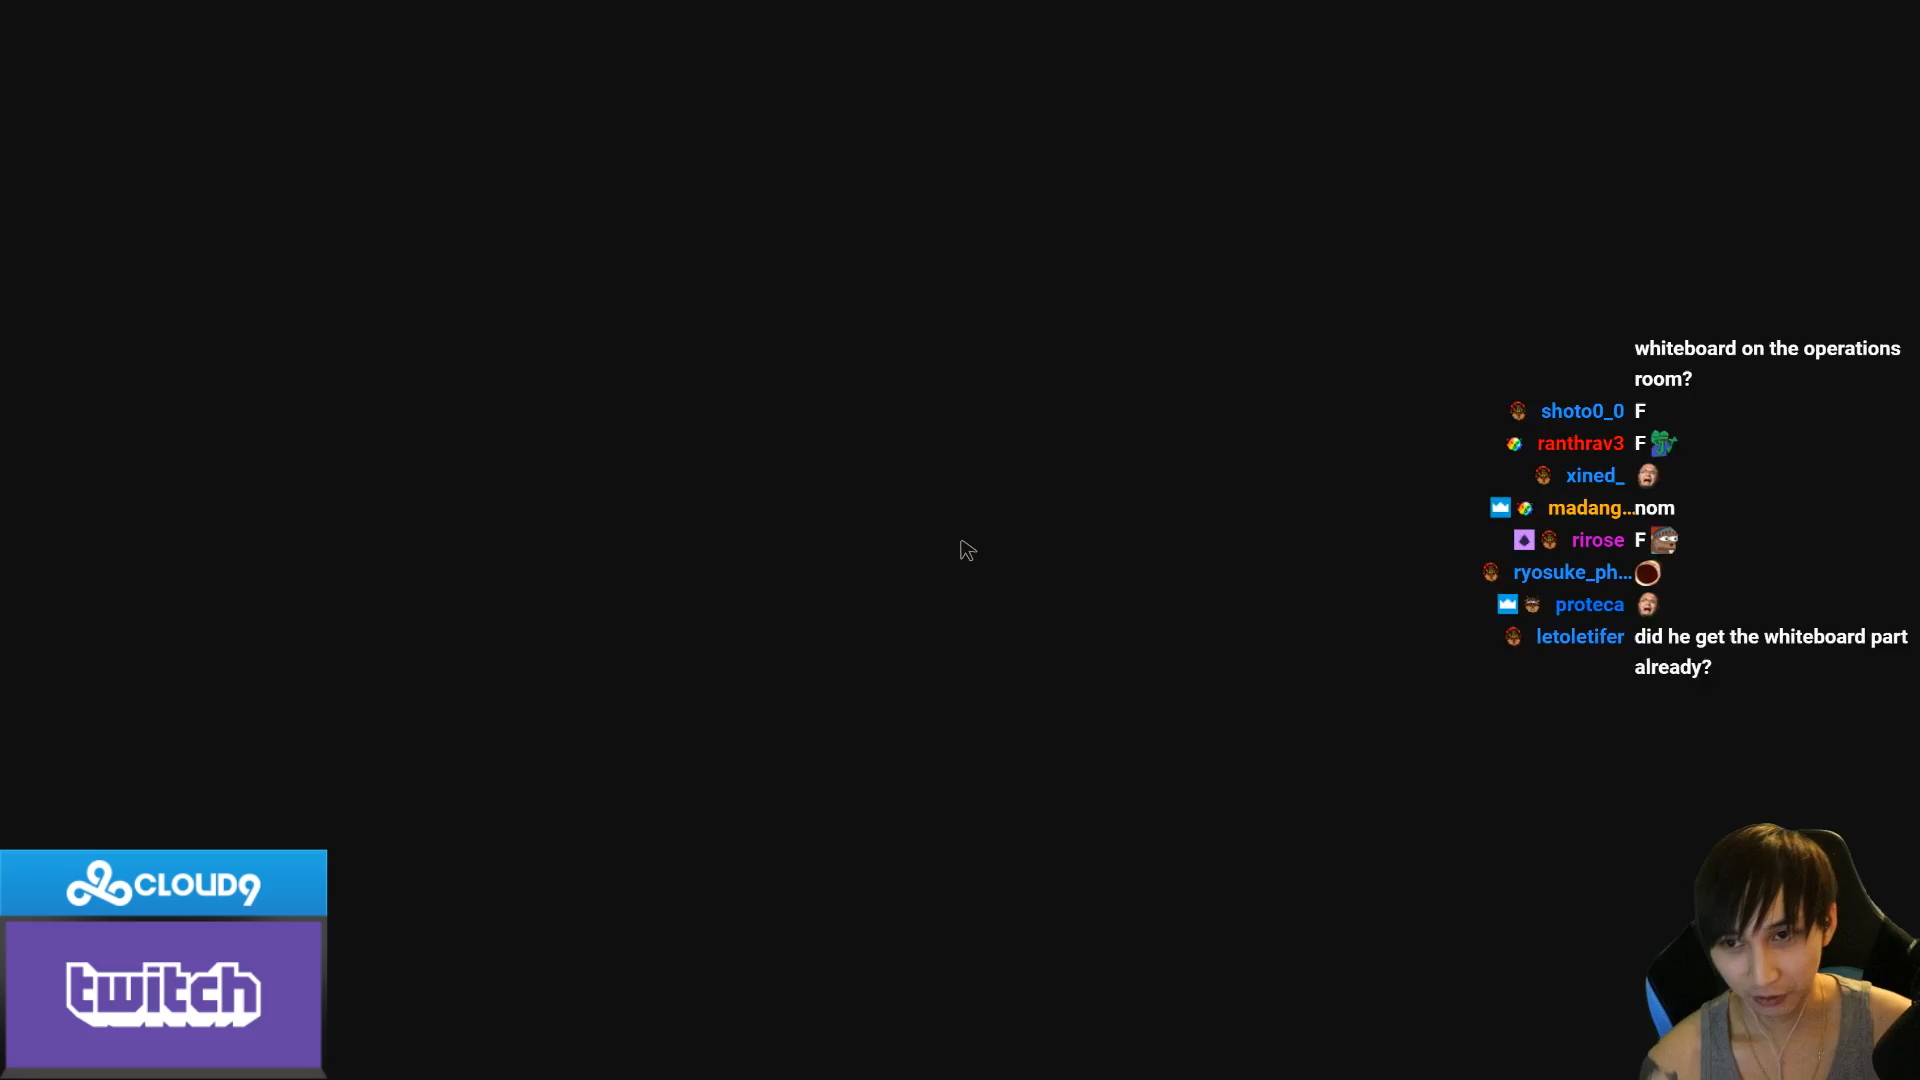 whiteboard on the operations
room?
shoto0_0 F
ranthrav3 F
xined_
madang...nom
rirose F
ryosuke_ph...
proteca
letoletifer did he get the whiteboard part
already?
CLOUD9
twitch